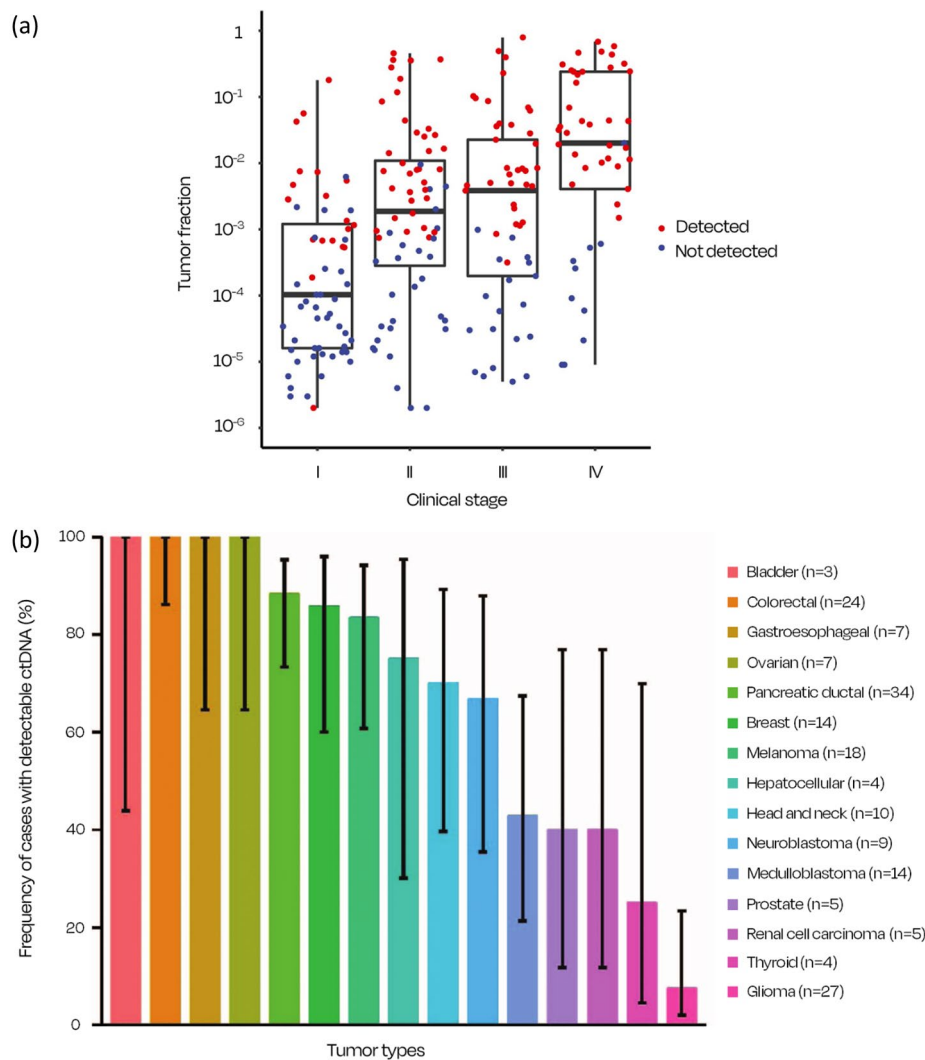 (a)
1
10⁻¹
10⁻²
10⁻³
10⁻⁴
10⁻⁵
10⁻⁶
Tumor fraction
I II III IV
Clinical stage
Detected
Not detected
(b)
100
80
60
40
20
0
Frequency of cases with detectable ctDNA (%)
Tumor types
Bladder (n=3)
Colorectal (n=24)
Gastroesophageal (n=7)
Ovarian (n=7)
Pancreatic ductal (n=34)
Breast (n=14)
Melanoma (n=18)
Hepatocellular (n=4)
Head and neck (n=10)
Neuroblastoma (n=9)
Medulloblastoma (n=14)
Prostate (n=5)
Renal cell carcinoma (n=5)
Thyroid (n=4)
Glioma (n=27)